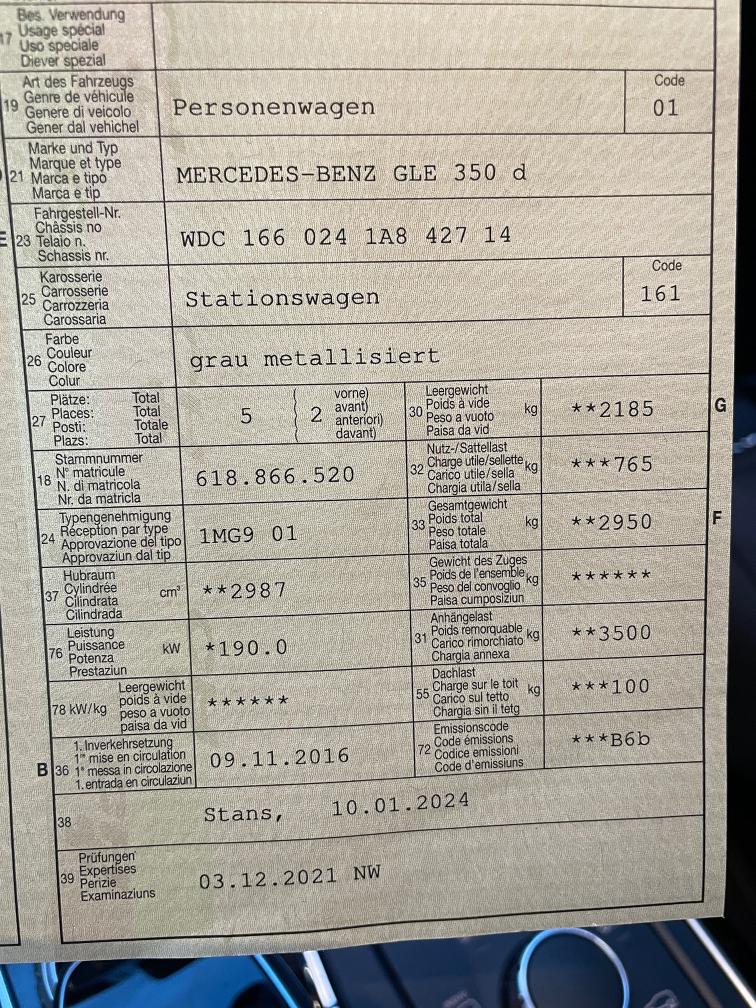 Bes. Verwendung
17 Usage spécial
Uso speciale
Diever spezial
Art des Fahrzeugs Code
19 Genre de véhicule Personenwagen 01
Genere di veicolo
Gener dal vehichel
Marke und Typ
21 Marque et type MERCEDES-BENZ GLE 350 d
Marca e tipo
Marca e tip
Fahrgestell-Nr.
Châssis no
E 23 Telaio n. WDC 166 024 1A8 427 14
Schassis nr.
Karosserie Code
25 Carrosserie Stationswagen 161
Carrozzeria
Carossaria
Farbe
26 Couleur grau metallisiert
Colore
Colur
27 Plätze: Total 5 ( 2 vorne)
Places: Total avant)
Posti: Totale anteriori)
Plazs: Total davant)
30 Leergewicht kg **2185 G
Poids à vide
Peso a vuoto
Paisa da vid
18 Stammnummer 618.866.520
N° matricule
N. di matricola
Nr. da matricla
32 Nutz-/Sattellast kg ***765
Charge utile/sellette
Carico utile/sella
Chargia utila/sella
24 Typengenehmigung 1MG9 01
Réception par type
Approvazione del tipo
Approvaziun dal tip
33 Gesamtgewicht kg **2950 F
Poids total
Peso totale
Paisa totala
37 Hubraum cm³ **2987
Cylindrée
Cilindrata
Cilindrada
35 Gewicht des Zuges kg ******
Poids de l'ensemble
Peso del convoglio
Paisa cumposiziun
76 Leistung kW *190.0
Puissance
Potenza
Prestaziun
31 Anhängelast kg **3500
Poids remorquable
Carico rimorchiato
Chargia annexa
78 kW/kg Leergewicht ******
poids à vide
peso a vuoto
paisa da vid
55 Dachlast kg ***100
Charge sur le toit
Carico sul tetto
Chargia sin il tetg
B 36 1. Inverkehrsetzung 09.11.2016
1re mise en circulation
1a messa in circolazione
1. entrada en circulaziun
72 Emissionscode ***B6b
Code émissions
Codice emissioni
Code d'emissiuns
38 Stans, 10.01.2024
39 Prüfungen 03.12.2021 NW
Expertises
Perizie
Examinaziuns